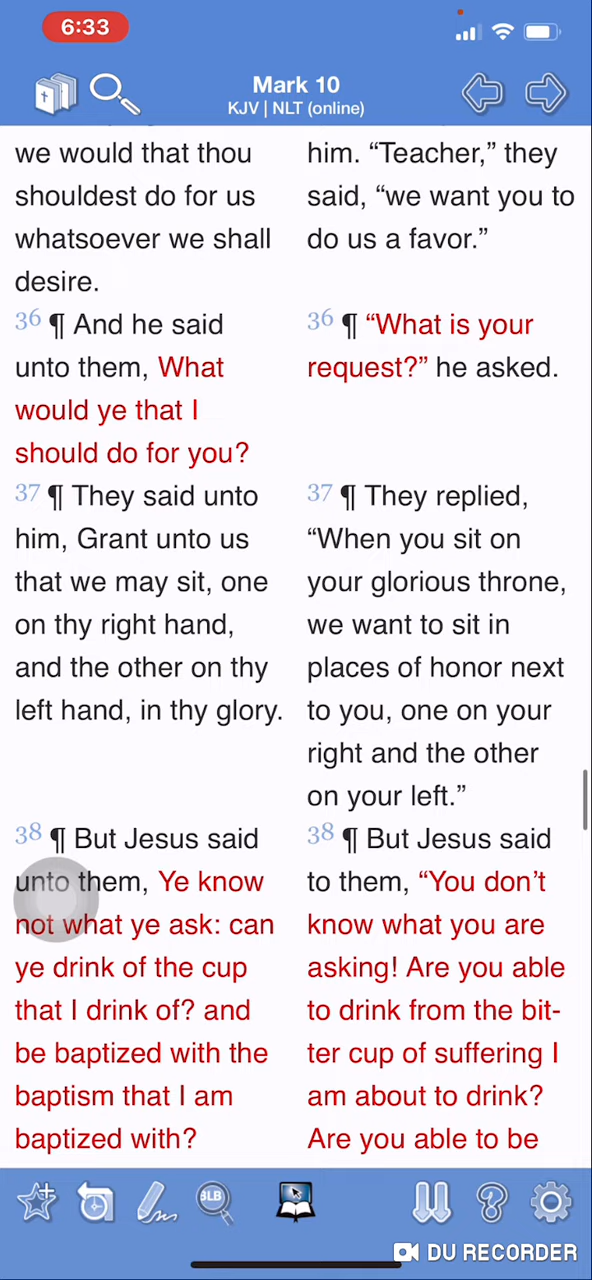 6:33
Mark 10
KJV | NLT (online)
we would that thou
shouldest do for us
whatsoever we shall
desire.
36 ¶ And he said
unto them, What
would ye that I
should do for you?
37 ¶ They said unto
him, Grant unto us
that we may sit, one
on thy right hand,
and the other on thy
left hand, in thy glory.
38 ¶ But Jesus said
unto them, Ye know
not what ye ask: can
ye drink of the cup
that I drink of? and
be baptized with the
baptism that I am
baptized with?
him. “Teacher,” they
said, “we want you to
do us a favor.”
36 ¶ “What is your
request?” he asked.
37 ¶ They replied,
“When you sit on
your glorious throne,
we want to sit in
places of honor next
to you, one on your
right and the other
on your left.”
38 ¶ But Jesus said
to them, “You don’t
know what you are
asking! Are you able
to drink from the bit-
ter cup of suffering I
am about to drink?
Are you able to be
BLB
DU RECORDER